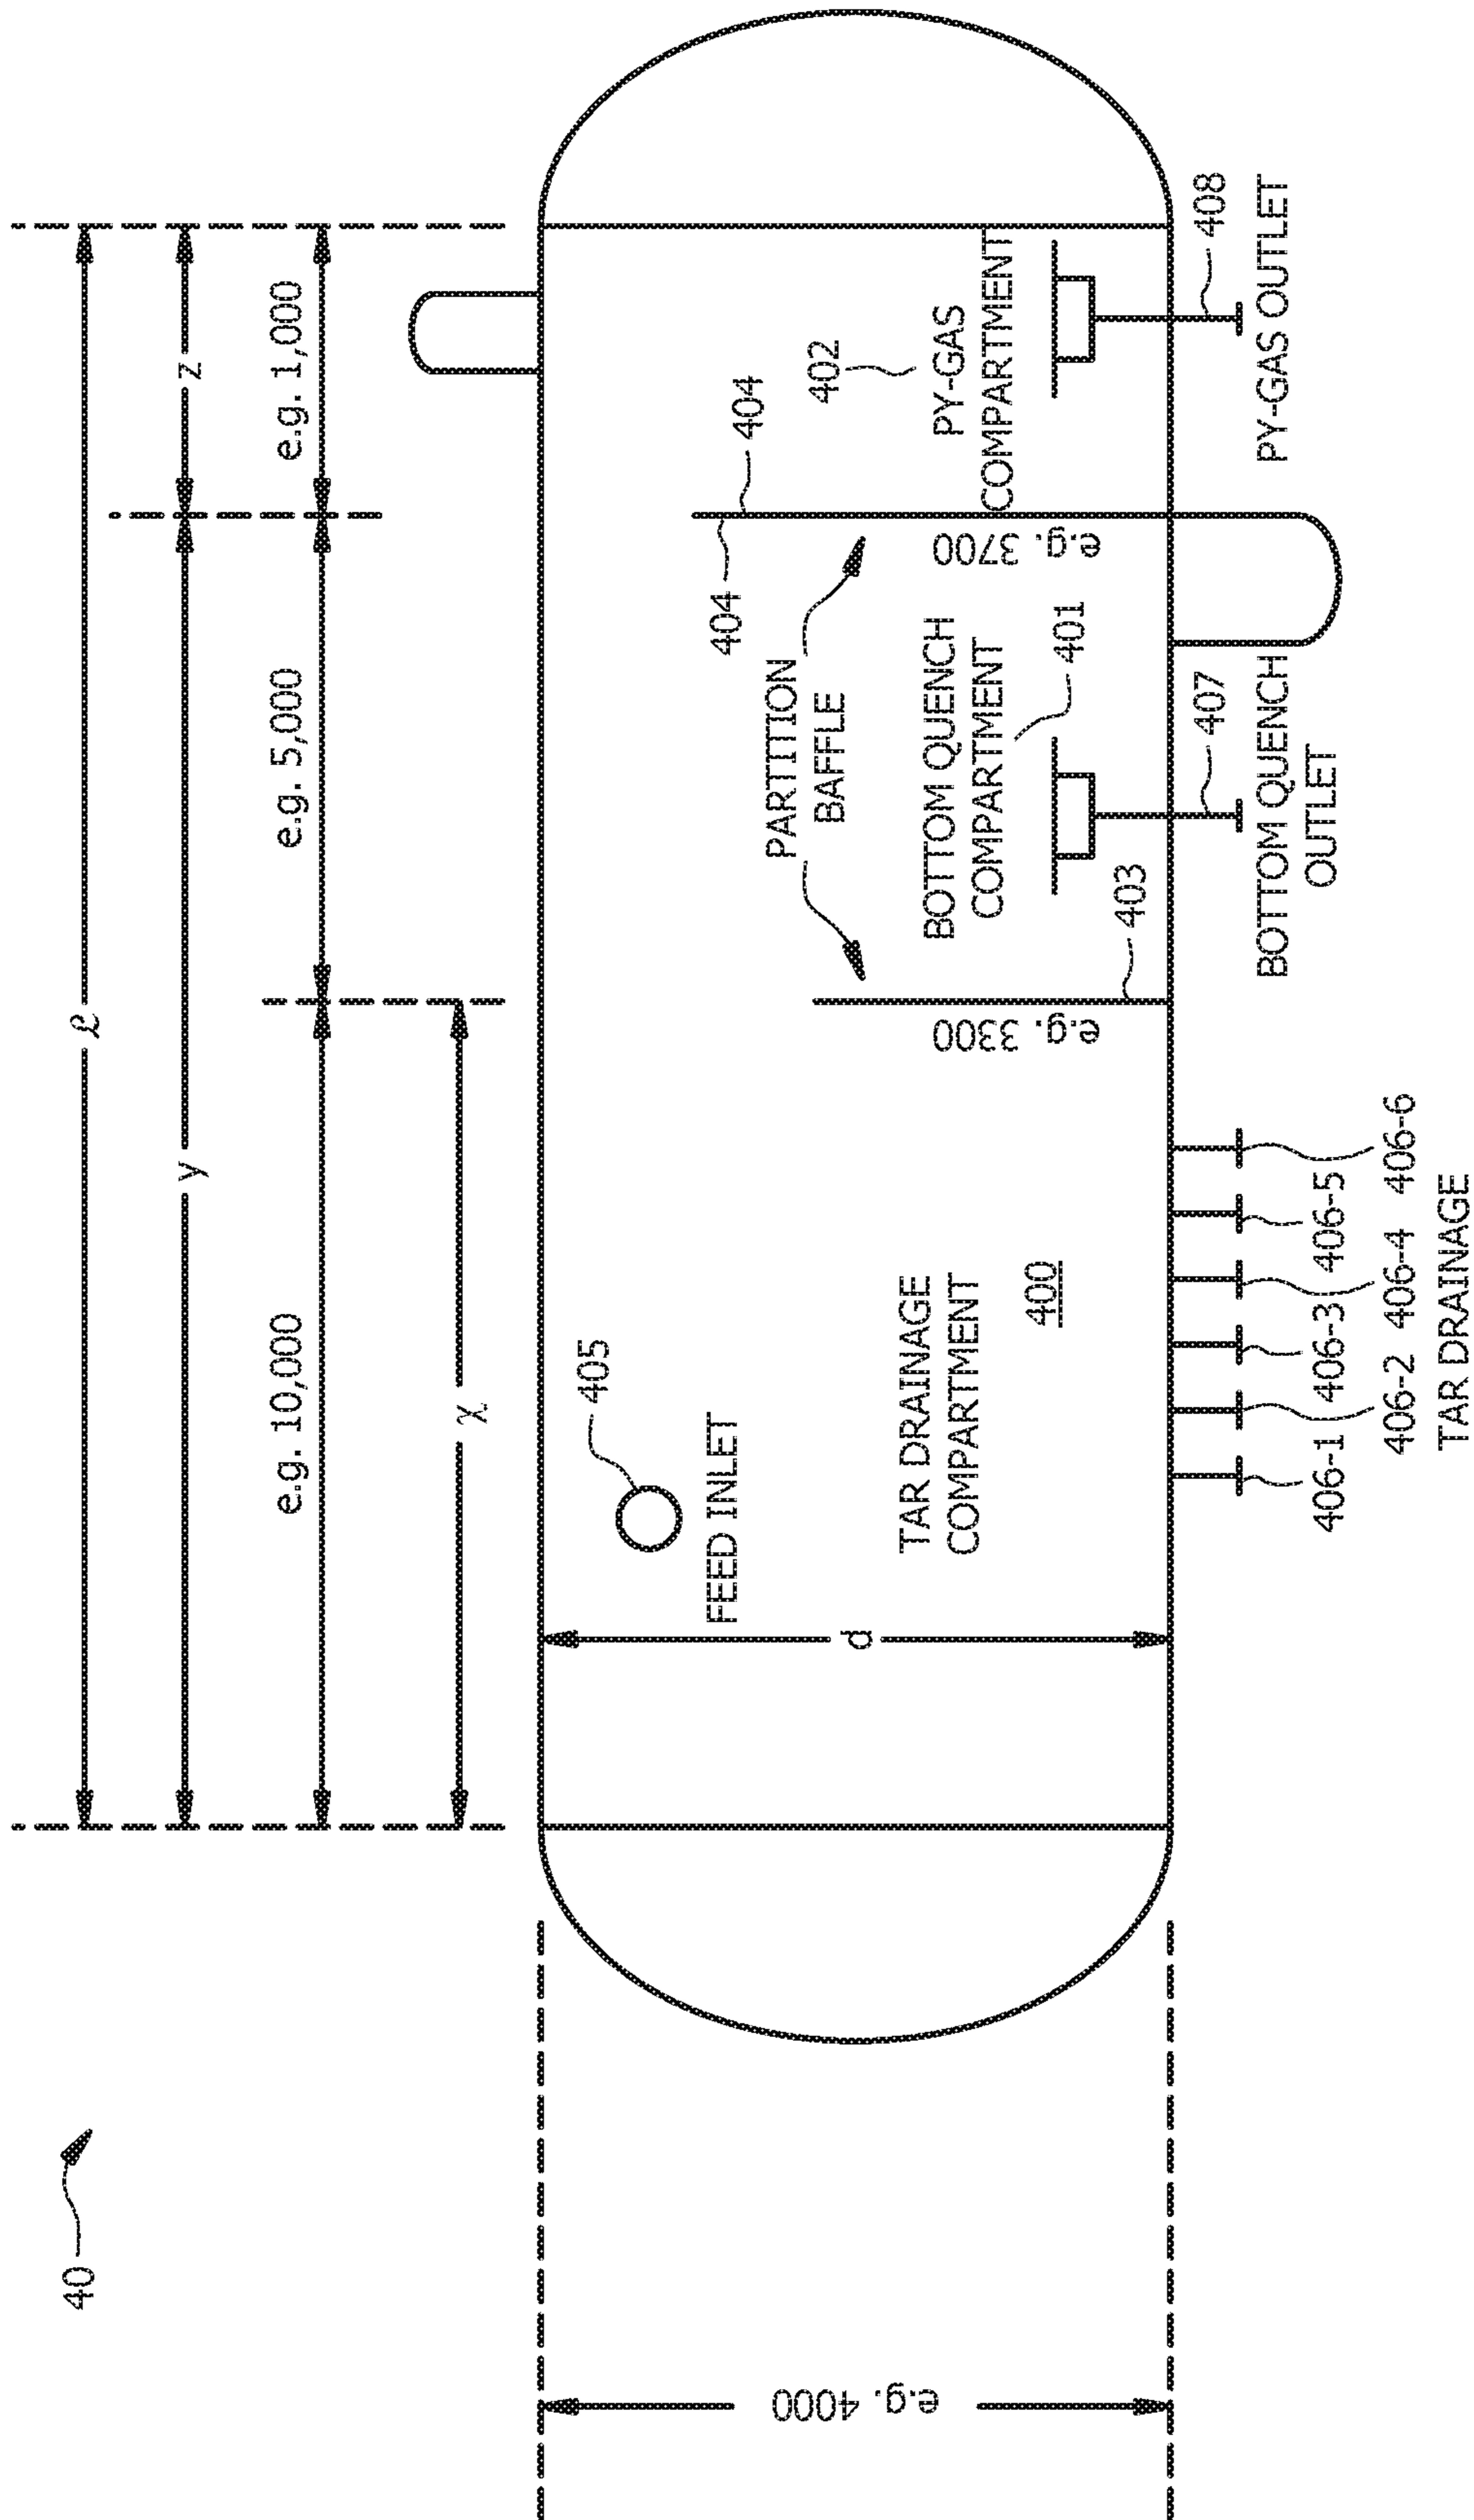 40
ℒ
y
z
e.g. 10,000
e.g. 5,000
e.g. 1,000
χ
e.g. 4000
d
405
FEED INLET
TAR DRAINAGE
COMPARTMENT
400
e.g. 3300
403
PARTITION
BAFFLE
BOTTOM QUENCH
COMPARTMENT
401
404
404
e.g. 3700
402
PY-GAS
COMPARTMENT
406-1
406-2
406-3
406-4
406-5
406-6
TAR DRAINAGE
407
BOTTOM QUENCH
OUTLET
408
PY-GAS OUTLET